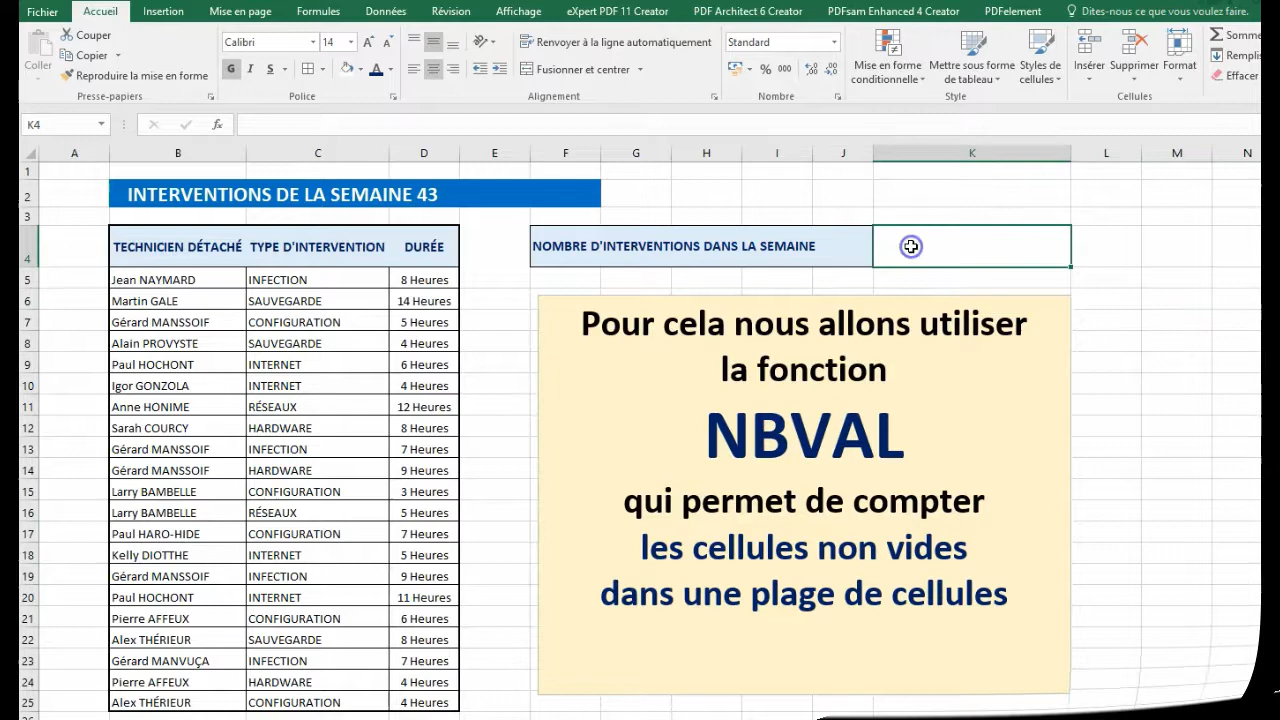 Fichier Accueil Insertion Mise en page Formules Données Révision Affichage eXpert PDF 11 Creator PDF Architect 6 Creator PDFsam Enhanced 4 Creator PDFelement Dites-nous ce que vous voulez faire.
Coller
Couper
Copier
Reproduire la mise en forme
Presse-papiers
Calibri 14
G I S
Police
Renvoyer à la ligne automatiquement
Fusionner et centrer
Alignement
Standard
% 000
Nombre
Mise en forme conditionnelle
Mettre sous forme de tableau
Styles de cellules
Style
Insérer Supprimer Format
Cellules
Somme
Effacer
K4 fx
A B C D E F G H I J K L M N
1
2 INTERVENTIONS DE LA SEMAINE 43
3
4 TECHNICIEN DÉTACHÉ TYPE D'INTERVENTION DURÉE NOMBRE D'INTERVENTIONS DANS LA SEMAINE
5 Jean NAYMARD INFECTION 8 Heures
6 Martin GALE SAUVEGARDE 14 Heures
7 Gérard MANSSOIF CONFIGURATION 5 Heures
8 Alain PROVYSTE SAUVEGARDE 4 Heures
9 Paul HOCHONT INTERNET 6 Heures
10 Igor GONZOLA INTERNET 4 Heures
11 Anne HONIME RÉSEAUX 12 Heures
12 Sarah COURCY HARDWARE 8 Heures
13 Gérard MANSSOIF INFECTION 7 Heures
14 Gérard MANSSOIF HARDWARE 9 Heures
15 Larry BAMBELLE CONFIGURATION 3 Heures
16 Larry BAMBELLE RÉSEAUX 5 Heures
17 Paul HARO-HIDE CONFIGURATION 7 Heures
18 Kelly DIOTTHE INTERNET 5 Heures
19 Gérard MANSSOIF INFECTION 9 Heures
20 Paul HOCHONT INTERNET 11 Heures
21 Pierre AFFEUX CONFIGURATION 6 Heures
22 Alex THÉRIEUR SAUVEGARDE 8 Heures
23 Gérard MANVUÇA INFECTION 7 Heures
24 Pierre AFFEUX HARDWARE 4 Heures
25 Alex THÉRIEUR CONFIGURATION 4 Heures
Pour cela nous allons utiliser
la fonction
NBVAL
qui permet de compter
les cellules non vides
dans une plage de cellules